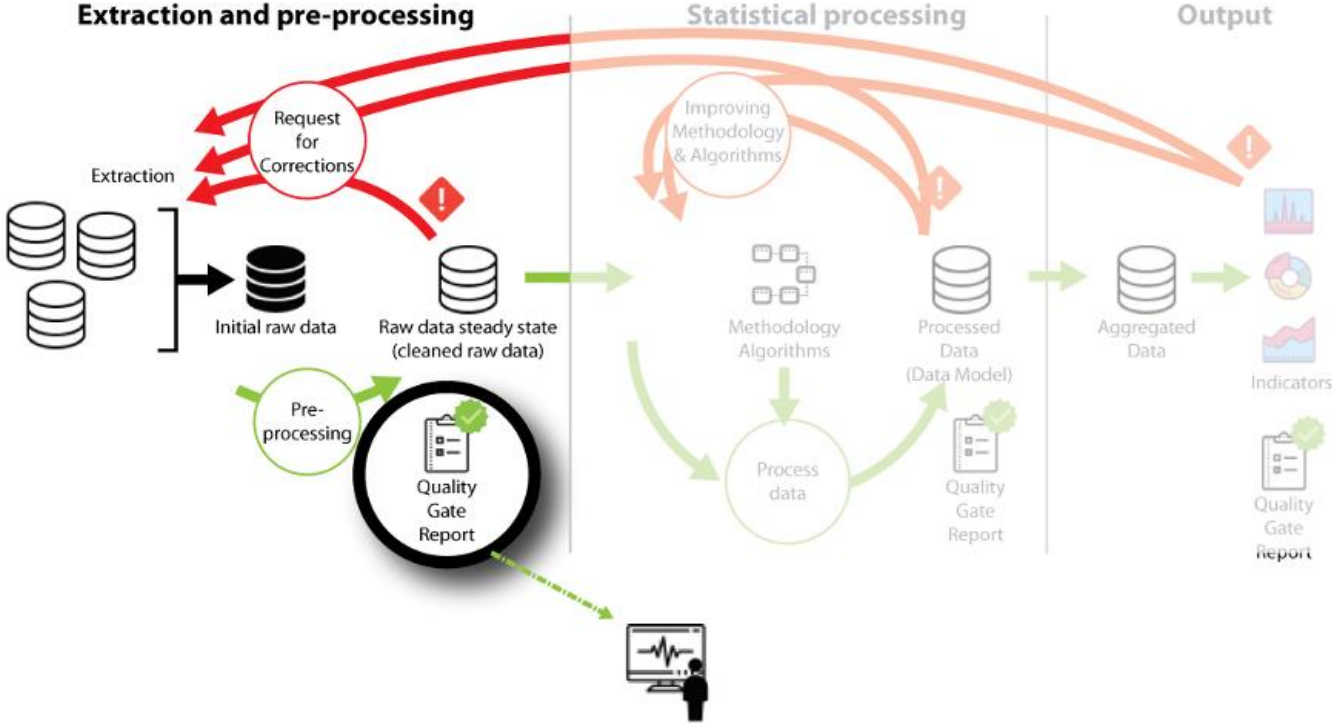 Extraction and pre-processing
Statistical processing
Output
Request
for
Corrections
Improving
Methodology
& Algorithms
!
!
!
Extraction
Initial raw data
Raw data steady state
(cleaned raw data)
Methodology
Algorithms
Processed
Data
(Data Model)
Aggregated
Data
Indicators
Pre-
processing
Quality
Gate
Report
Process
data
Quality
Gate
Report
Quality
Gate
Report